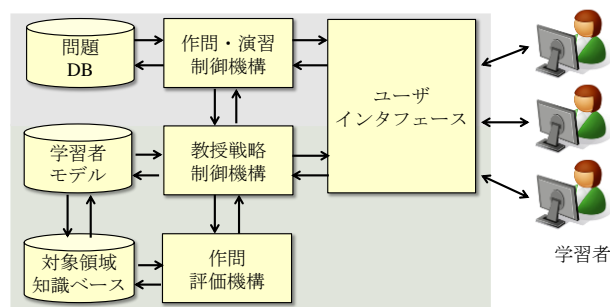 問題
DB
作問・演習
制御機構
ユーザ
インタフェース
学習者
モデル
教授戦略
制御機構
対象領域
知識ベース
作問
評価機構
学習者